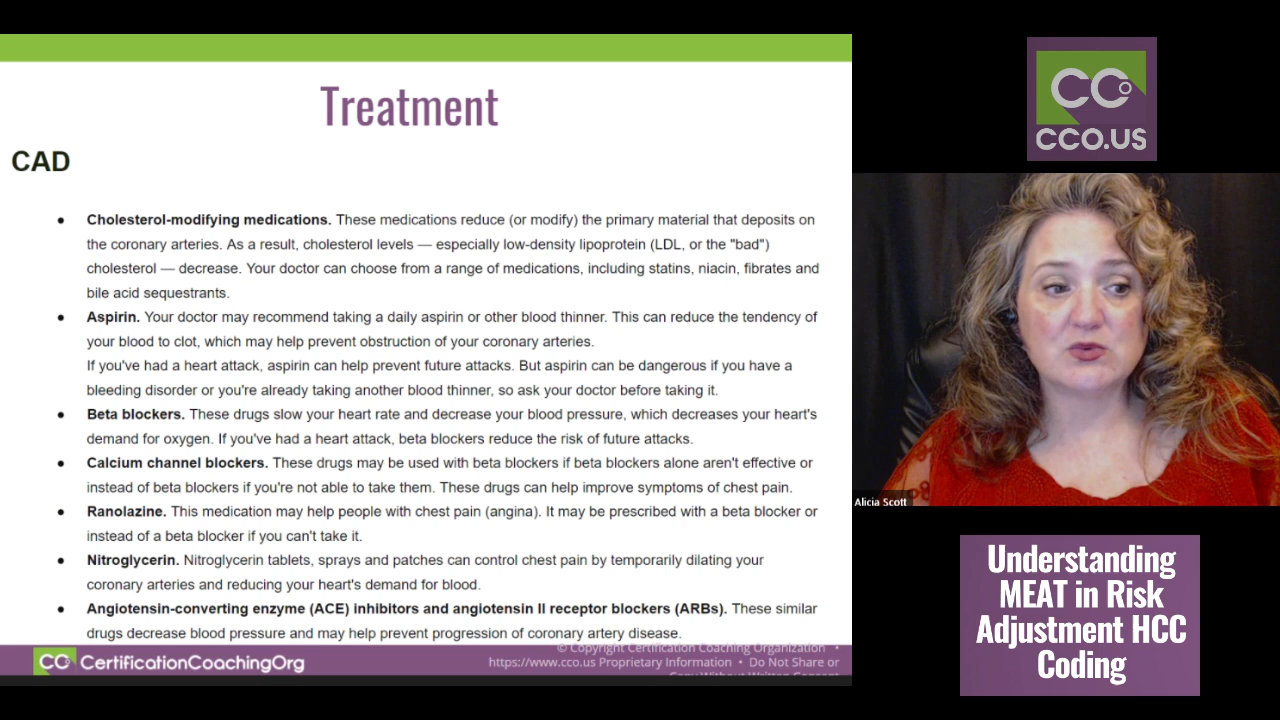 Treatment
CAD
● Cholesterol-modifying medications. These medications reduce (or modify) the primary material that deposits on
the coronary arteries. As a result, cholesterol levels — especially low-density lipoprotein (LDL, or the "bad")
cholesterol — decrease. Your doctor can choose from a range of medications, including statins, niacin, fibrates and
bile acid sequestrants.
● Aspirin. Your doctor may recommend taking a daily aspirin or other blood thinner. This can reduce the tendency of
your blood to clot, which may help prevent obstruction of your coronary arteries.
If you've had a heart attack, aspirin can help prevent future attacks. But aspirin can be dangerous if you have a
bleeding disorder or you're already taking another blood thinner, so ask your doctor before taking it.
● Beta blockers. These drugs slow your heart rate and decrease your blood pressure, which decreases your heart's
demand for oxygen. If you've had a heart attack, beta blockers reduce the risk of future attacks.
● Calcium channel blockers. These drugs may be used with beta blockers if beta blockers alone aren't effective or
instead of beta blockers if you're not able to take them. These drugs can help improve symptoms of chest pain.
● Ranolazine. This medication may help people with chest pain (angina). It may be prescribed with a beta blocker or
instead of a beta blocker if you can't take it.
● Nitroglycerin. Nitroglycerin tablets, sprays and patches can control chest pain by temporarily dilating your
coronary arteries and reducing your heart's demand for blood.
● Angiotensin-converting enzyme (ACE) inhibitors and angiotensin II receptor blockers (ARBs). These similar
drugs decrease blood pressure and may help prevent progression of coronary artery disease.
CC CertificationCoachingOrg
© Copyright Certification Coaching Organization •
https://www.cco.us Proprietary Information • Do Not Share or
Copy Without Written Consent
CCO
CCO.US
Alicia Scott
Understanding
MEAT in Risk
Adjustment HCC
Coding